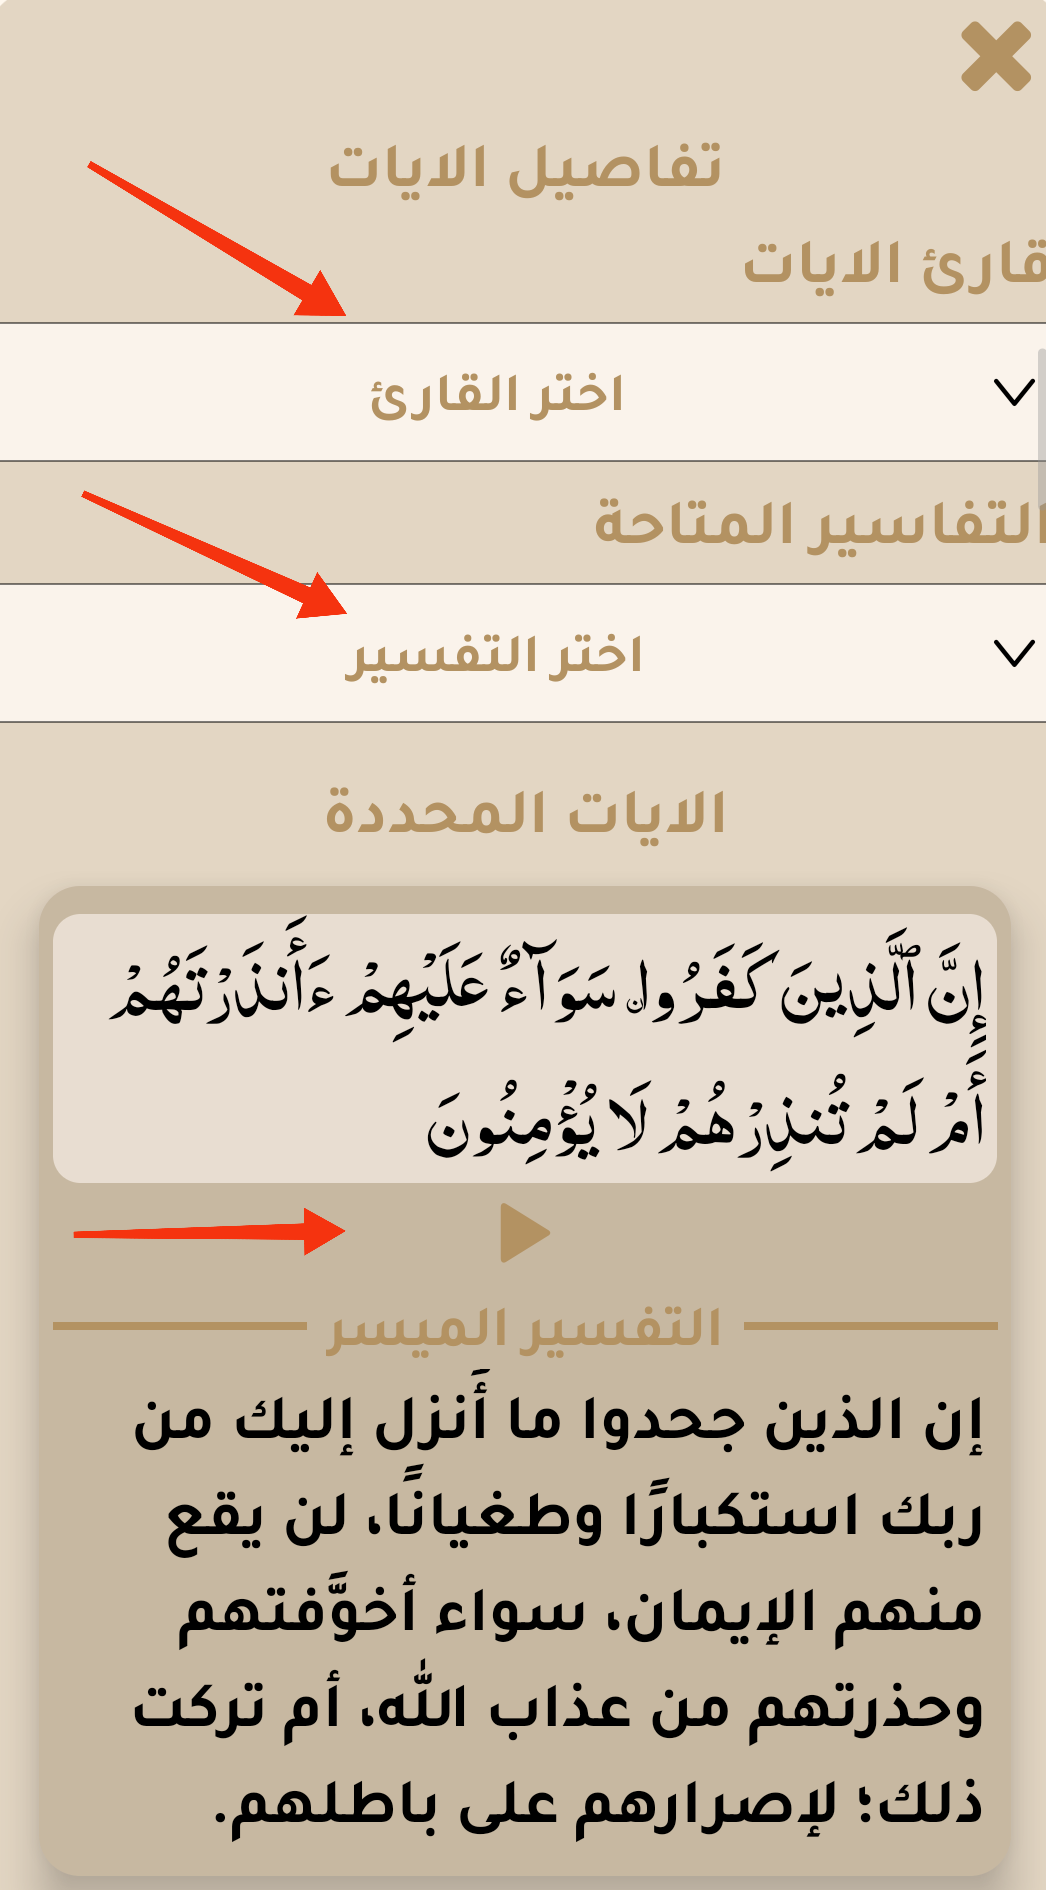 تفاصيل الايات
قارئ الايات
اختر القارئ
التفاسير المتاحة
اختر التفسير
الايات المحددة
إِنَّ ٱلَّذِينَ كَفَرُوا۟ سَوَآءٌ عَلَيْهِمْ ءَأَنذَرْتَهُمْ
أَمْ لَمْ تُنذِرْهُمْ لَا يُؤْمِنُونَ
التفسير الميسر
إن الذين جحدوا ما أَنزل إليك من
ربك استكبارًا وطغيانًا، لن يقع
منهم الإيمان، سواء أخوَّفتهم
وحذرتهم من عذاب الله، أم تركت
ذلك؛ لإصرارهم على باطلهم.